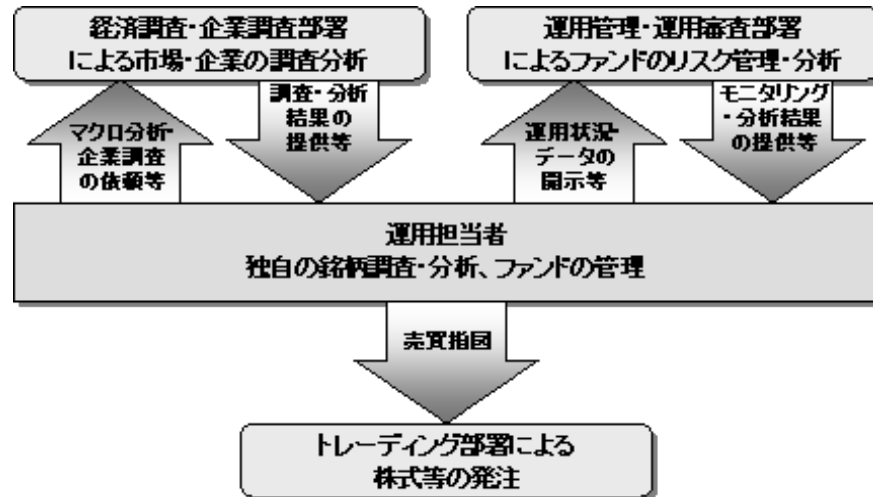 経済調査・企業調査部署
による市場・企業の調査分析
運用管理・運用審査部署
によるファンドのリスク管理・分析
マクロ分析・
企業調査
の依頼等
調査・分析
結果の
提供等
運用状況・
データの
開示等
モニタリング
・分析結果
の提供等
運用担当者
独自の銘柄調査・分析、ファンドの管理
売買指図
トレーディング部署による
株式等の発注